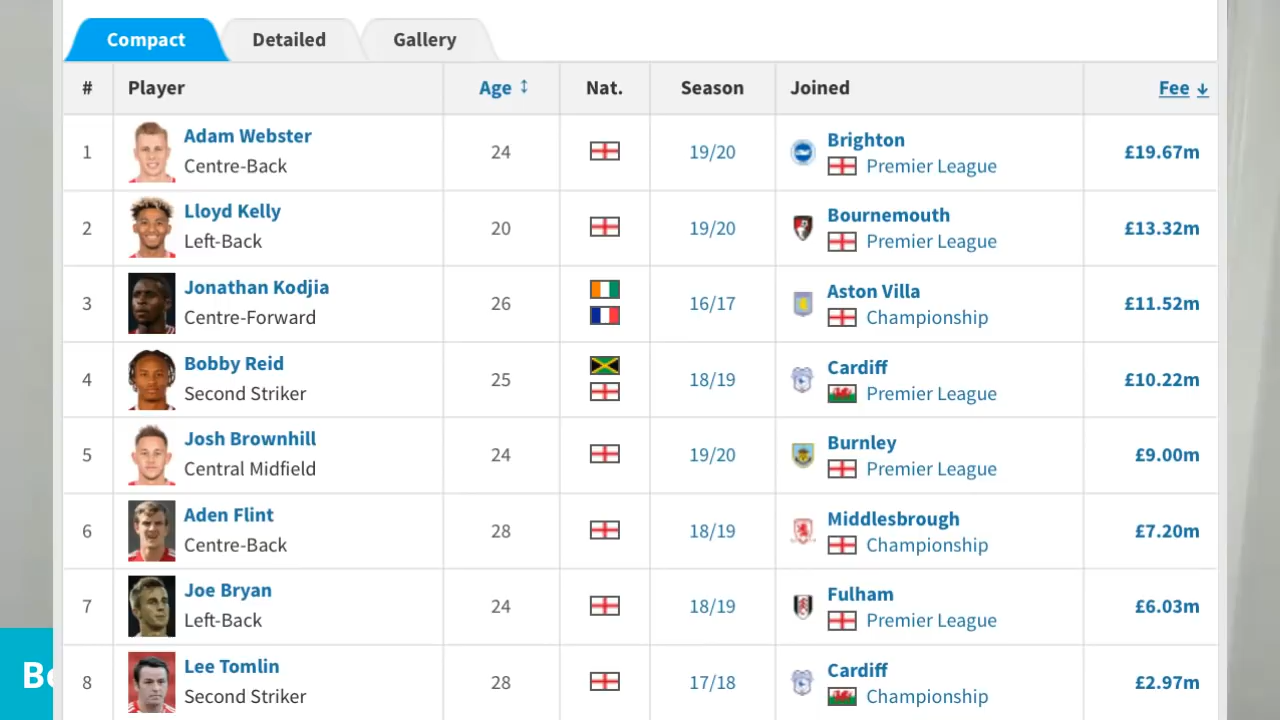 Compact Detailed Gallery
# Player Age Nat. Season Joined Fee
1 Adam Webster 24 19/20 Brighton £19.67m
Centre-Back Premier League
2 Lloyd Kelly 20 19/20 Bournemouth £13.32m
Left-Back Premier League
3 Jonathan Kodjia 26 16/17 Aston Villa £11.52m
Centre-Forward Championship
4 Bobby Reid 25 18/19 Cardiff £10.22m
Second Striker Premier League
5 Josh Brownhill 24 19/20 Burnley £9.00m
Central Midfield Premier League
6 Aden Flint 28 18/19 Middlesbrough £7.20m
Centre-Back Championship
7 Joe Bryan 24 18/19 Fulham £6.03m
Left-Back Premier League
8 Lee Tomlin 28 17/18 Cardiff £2.97m
Second Striker Championship